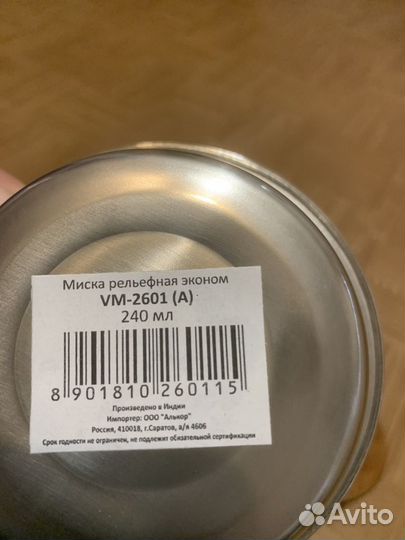 Миска рельефная эконом
VM-2601 (А)
240 мл
8 901810 260115
Произведено в Индии
Импортер: ООО "Алькор"
Россия, 410018, г.Саратов, а/я 4606
Срок годности не ограничен, не подлежит обязательной сертификации
Avito